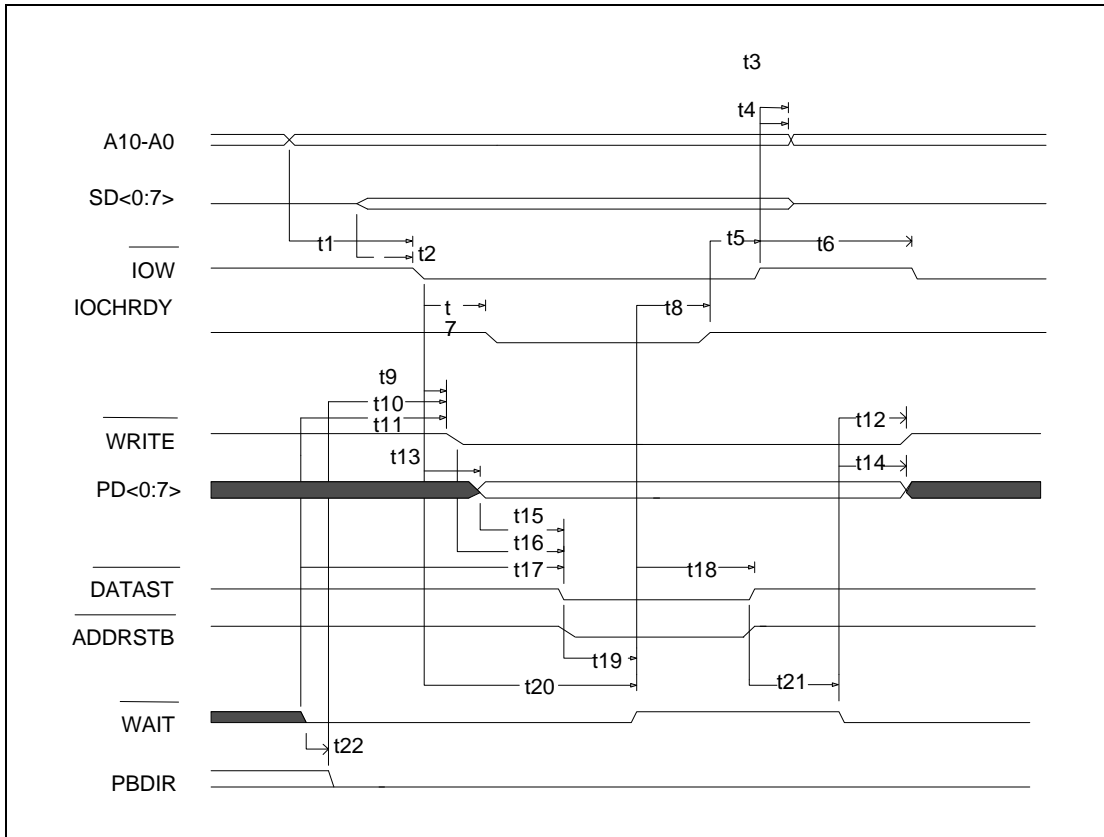 t3
t4
A10-A0
SD<0:7>
t1
t2
t5
t6
IOW
IOCHRDY
t
7
t8
t9
t10
t11
t12
WRITE
t13
t14
PD<0:7>
t15
t16
t17
t18
DATAST
ADDRSTB
t19
t20
t21
WAIT
t22
PBDIR